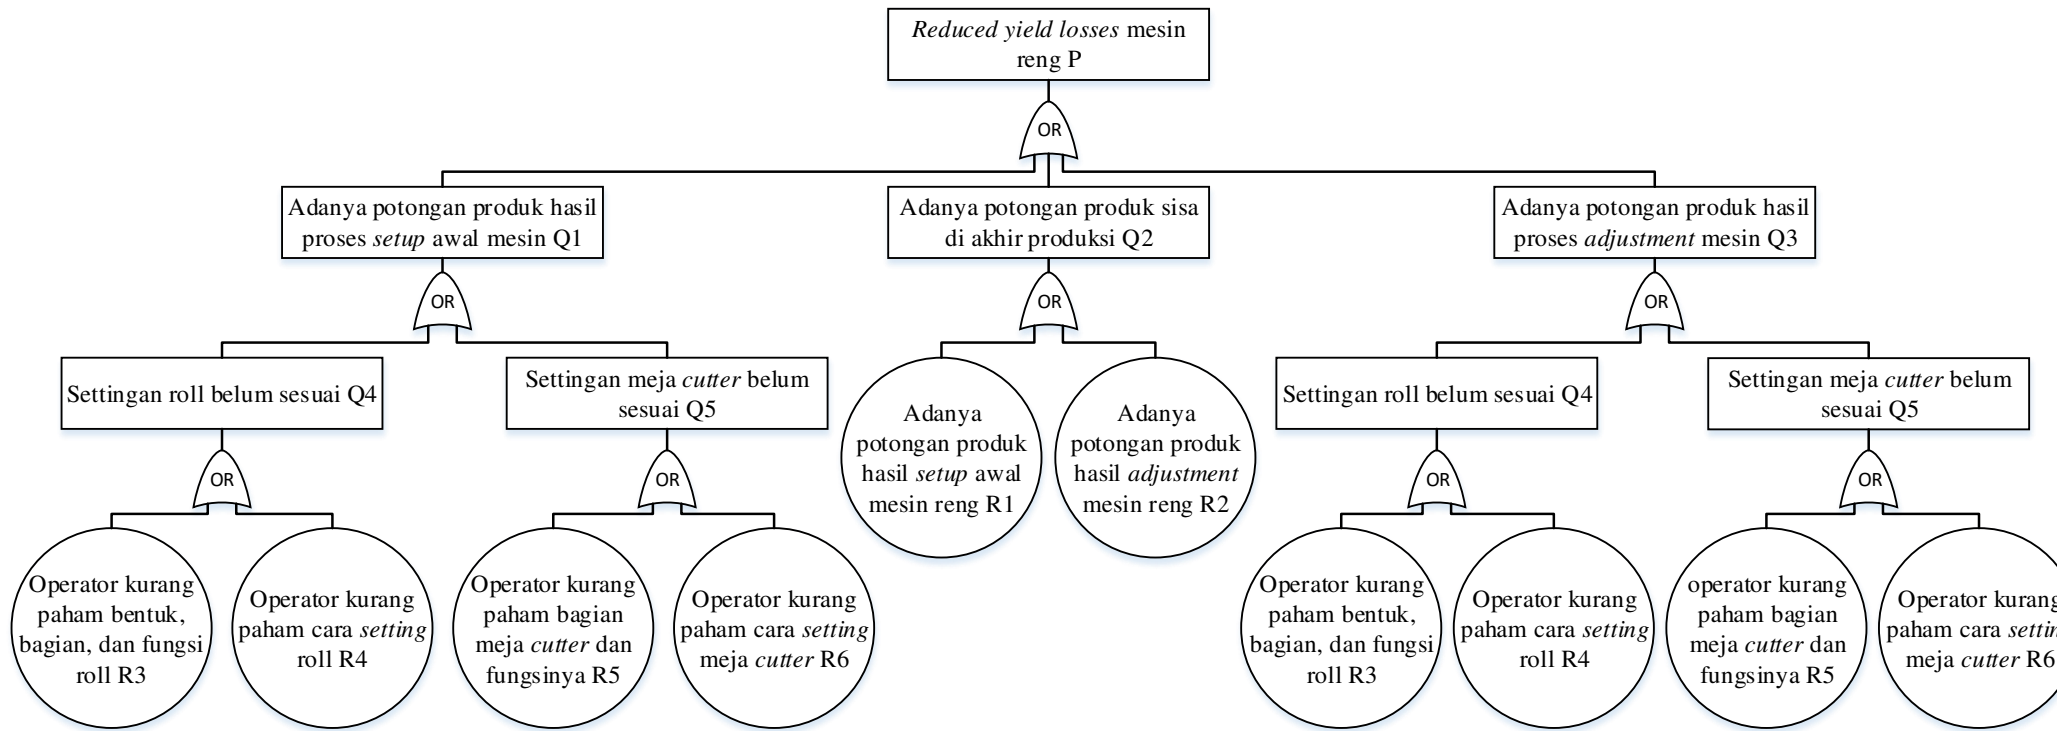 Reduced yield losses mesin
reng P
OR
Adanya potongan produk hasil
proses setup awal mesin Q1
Adanya potongan produk sisa
di akhir produksi Q2
Adanya potongan produk hasil
proses adjustment mesin Q3
OR
OR
OR
Settingan roll belum sesuai Q4
Settingan meja cutter belum
sesuai Q5
Adanya
potongan produk
hasil setup awal
mesin reng R1
Adanya
potongan produk
hasil adjustment
mesin reng R2
Settingan roll belum sesuai Q4
Settingan meja cutter belum
sesuai Q5
OR
OR
OR
OR
Operator kurang
paham bentuk,
bagian, dan fungsi
roll R3
Operator kurang
paham cara setting
roll R4
Operator kurang
paham bagian
meja cutter dan
fungsinya R5
Operator kurang
paham cara setting
meja cutter R6
Operator kurang
paham bentuk,
bagian, dan fungsi
roll R3
Operator kurang
paham cara setting
roll R4
operator kurang
paham bagian
meja cutter dan
fungsinya R5
Operator kurang
paham cara settin
meja cutter R6